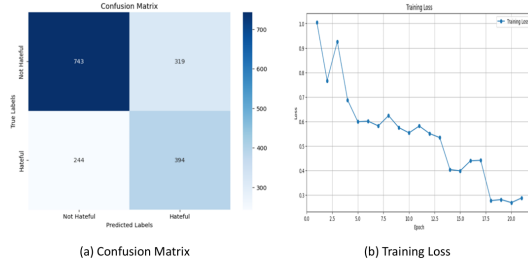 Confusion Matrix
Not Hateful
Hateful
True Labels
743
319
244
394
Not Hateful
Hateful
Predicted Labels
700
600
500
400
300
(a) Confusion Matrix
Training Loss
Training Loss
1.0
0.9
0.8
0.7
0.6
0.5
0.4
0.3
Loss
0.0
2.5
5.0
7.5
10.0
12.5
15.0
17.5
20.0
Epoch
(b) Training Loss